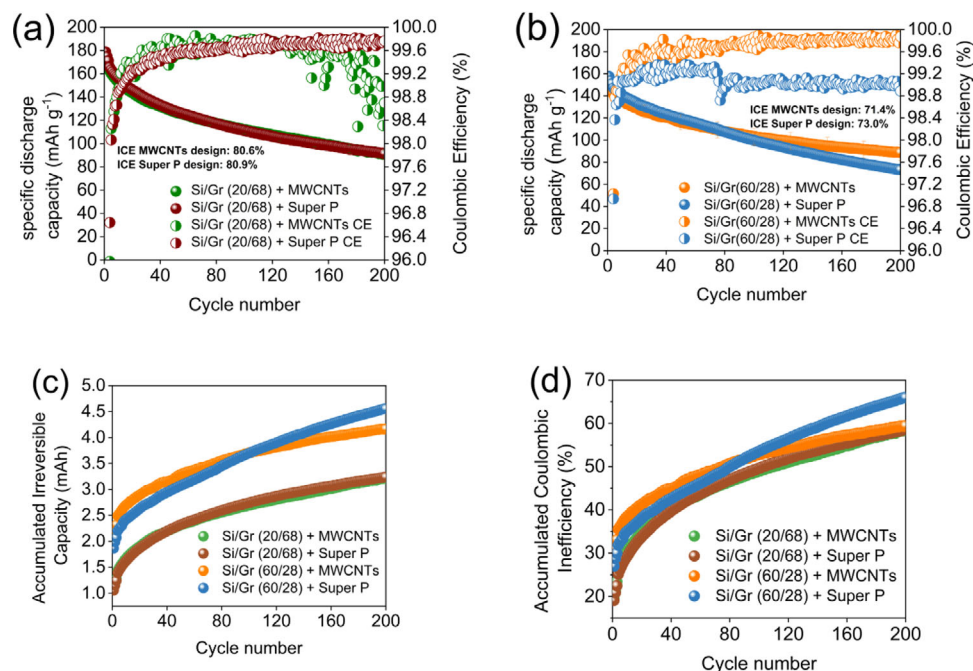 (a)
200
180
160
140
120
100
80
60
40
20
0
specific discharge
capacity (mAh g⁻¹)
ICE MWCNTs design: 80.6%
ICE Super P design: 80.9%
Si/Gr (20/68) + MWCNTs
Si/Gr (20/68) + Super P
Si/Gr (20/68) + MWCNTs CE
Si/Gr (20/68) + Super P CE
100.0
99.6
99.2
98.8
98.4
98.0
97.6
97.2
96.8
96.4
96.0
Coulombic Efficiency (%)
0 40 80 120 160 200
Cycle number
(b)
200
180
160
140
120
100
80
60
40
20
0
specific discharge
capacity (mAh g⁻¹)
ICE MWCNTs design: 71.4%
ICE Super P design: 73.0%
Si/Gr(60/28) + MWCNTs
Si/Gr(60/28) + Super P
Si/Gr(60/28) + MWCNTs CE
Si/Gr(60/28) + Super P CE
100.0
99.6
99.2
98.8
98.4
98.0
97.6
97.2
96.8
96.4
96.0
Coulombic Efficiency (%)
0 40 80 120 160 200
Cycle number
(c)
5.0
4.5
4.0
3.5
3.0
2.5
2.0
1.5
1.0
Accumulated Irreversible
Capacity (mAh)
Si/Gr (20/68) + MWCNTs
Si/Gr (20/68) + Super P
Si/Gr (60/28) + MWCNTs
Si/Gr (60/28) + Super P
0 40 80 120 160 200
Cycle number
(d)
70
60
50
40
30
20
Accumulated Coulombic
Inefficiency (%)
Si/Gr (20/68) + MWCNTs
Si/Gr (20/68) + Super P
Si/Gr (60/28) + MWCNTs
Si/Gr (60/28) + Super P
0 40 80 120 160 200
Cycle number